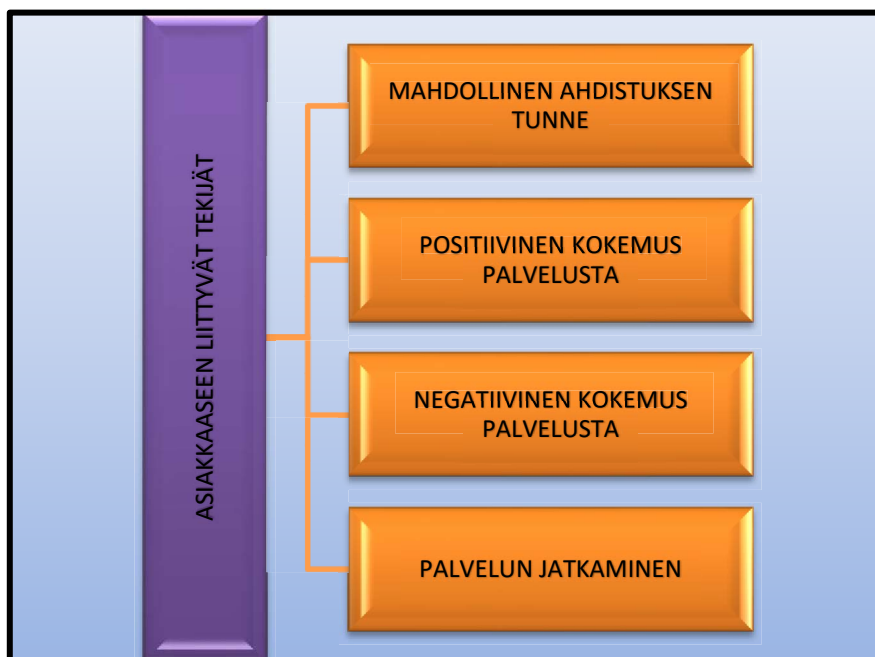 ASIAKKAASEEN LIITTYVÄT TEKIJÄT
MAHDOLLINEN AHDISTUKSEN
TUNNE
POSITIIVINEN KOKEMUS
PALVELUSTA
NEGATIIVINEN KOKEMUS
PALVELUSTA
PALVELUN JATKAMINEN